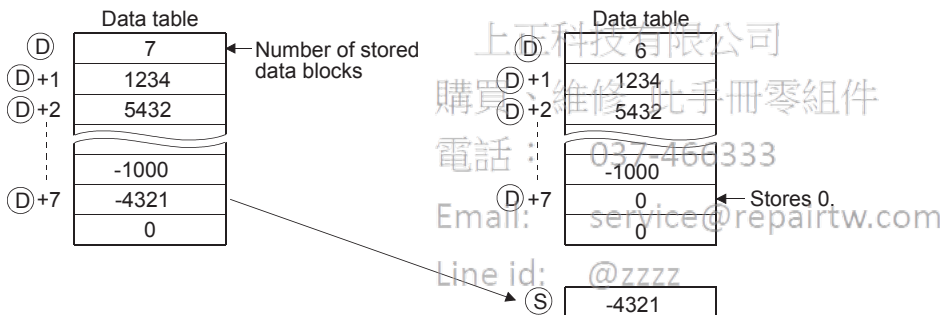 Data table Data table
D 7 Number of stored data blocks D 6
D +1 1234 D +1 1234
D +2 5432 D +2 5432
-1000 -1000
D +7 -4321 D +7 0 Stores 0.
0 0
S -4321
上正科技有限公司
購買、維修 此手冊零組件
電話： 037-466333
Email: service@repairtw.com
Line id: @zzzz